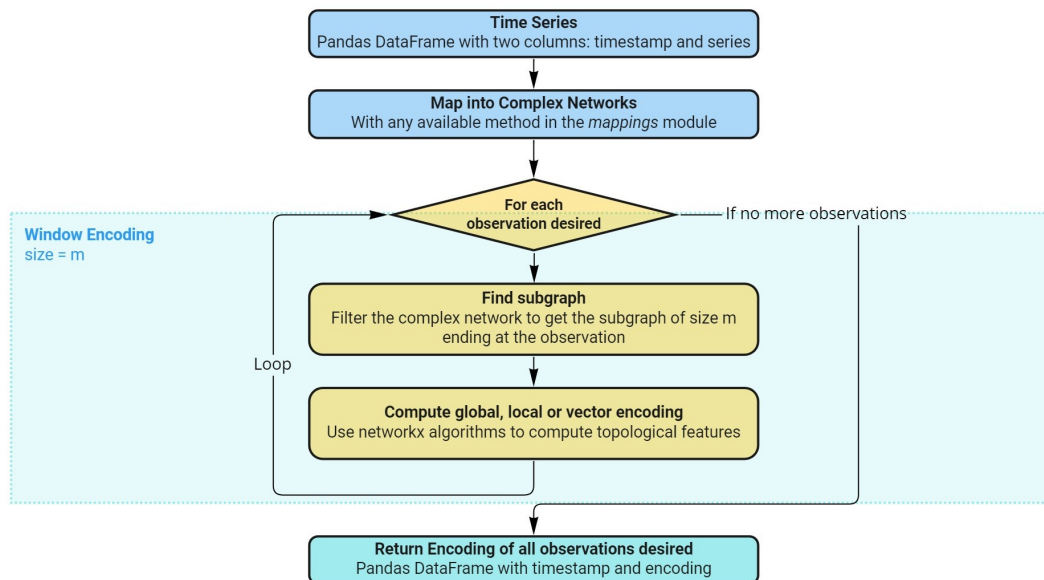 Time Series
Pandas DataFrame with two columns: timestamp and series
Map into Complex Networks
With any available method in the mappings module
For each
observation desired
If no more observations
Window Encoding
size = m
Find subgraph
Filter the complex network to get the subgraph of size m
ending at the observation
Loop
Compute global, local or vector encoding
Use networkx algorithms to compute topological features
Return Encoding of all observations desired
Pandas DataFrame with timestamp and encoding